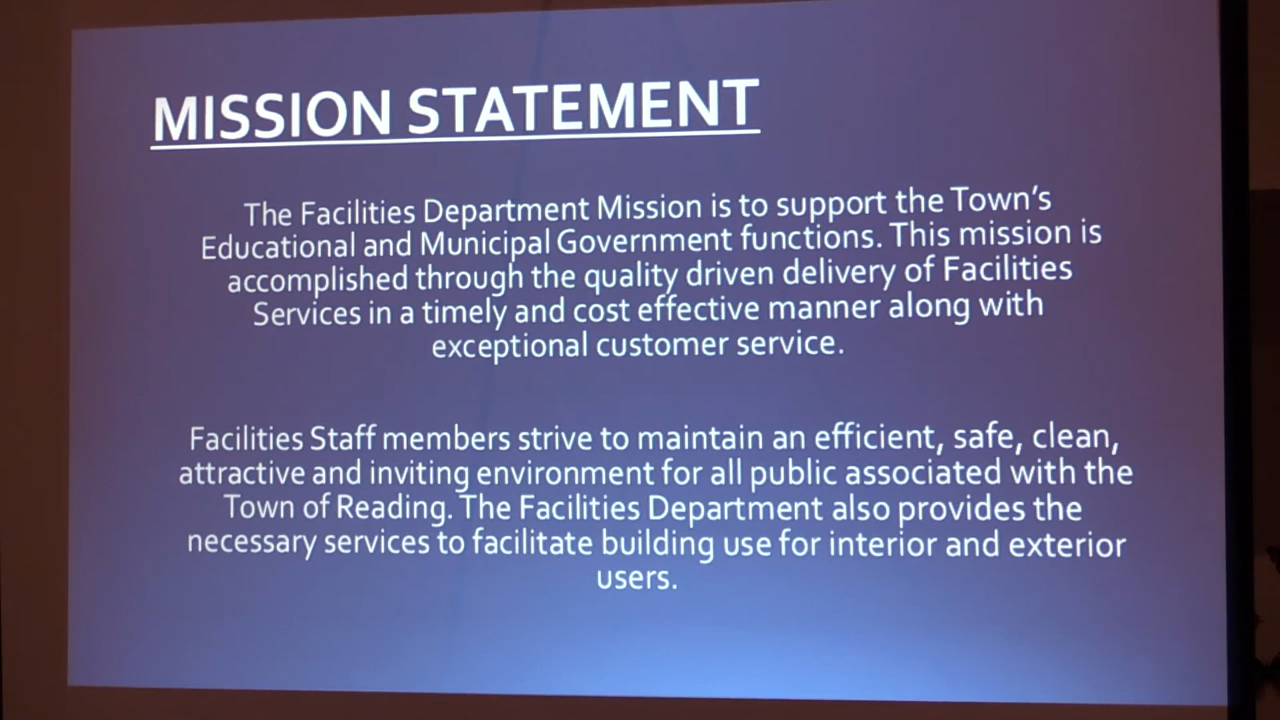 MISSION STATEMENT
The Facilities Department Mission is to support the Town's
Educational and Municipal Government functions. This mission is
accomplished through the quality driven delivery of Facilities
Services in a timely and cost effective manner along with
exceptional customer service.
Facilities Staff members strive to maintain an efficient, safe, clean,
attractive and inviting environment for all public associated with the
Town of Reading. The Facilities Department also provides the
necessary services to facilitate building use for interior and exterior
users.